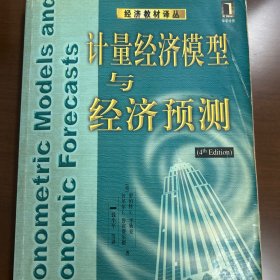 经济教材译丛
计量经济模型
与
经济预测
(4th Edition)
onometric Models and
onomic Forecasts